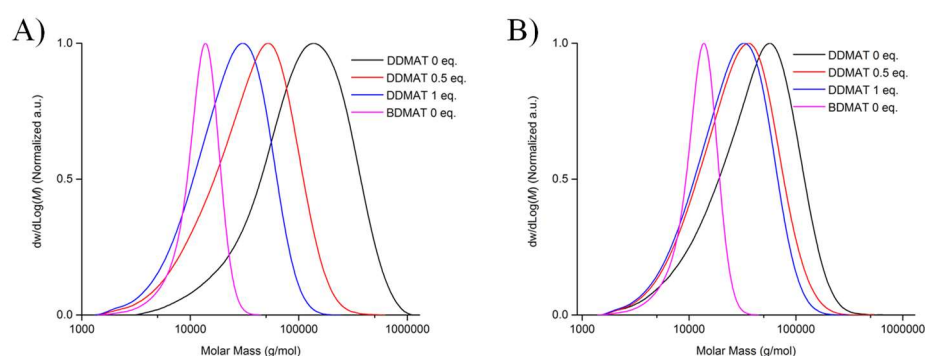 A)
B)
1.0
0.5
0.0
dw/dLog(M) (Normalized a.u.)
DDMAT 0 eq.
DDMAT 0.5 eq.
DDMAT 1 eq.
BDMAT 0 eq.
1000
10000
100000
1000000
Molar Mass (g/mol)
1.0
0.5
0.0
dw/dLog(M) (Normalized a.u.)
DDMAT 0 eq.
DDMAT 0.5 eq.
DDMAT 1 eq.
BDMAT 0 eq.
1000
10000
100000
1000000
Molar Mass (g/mol)